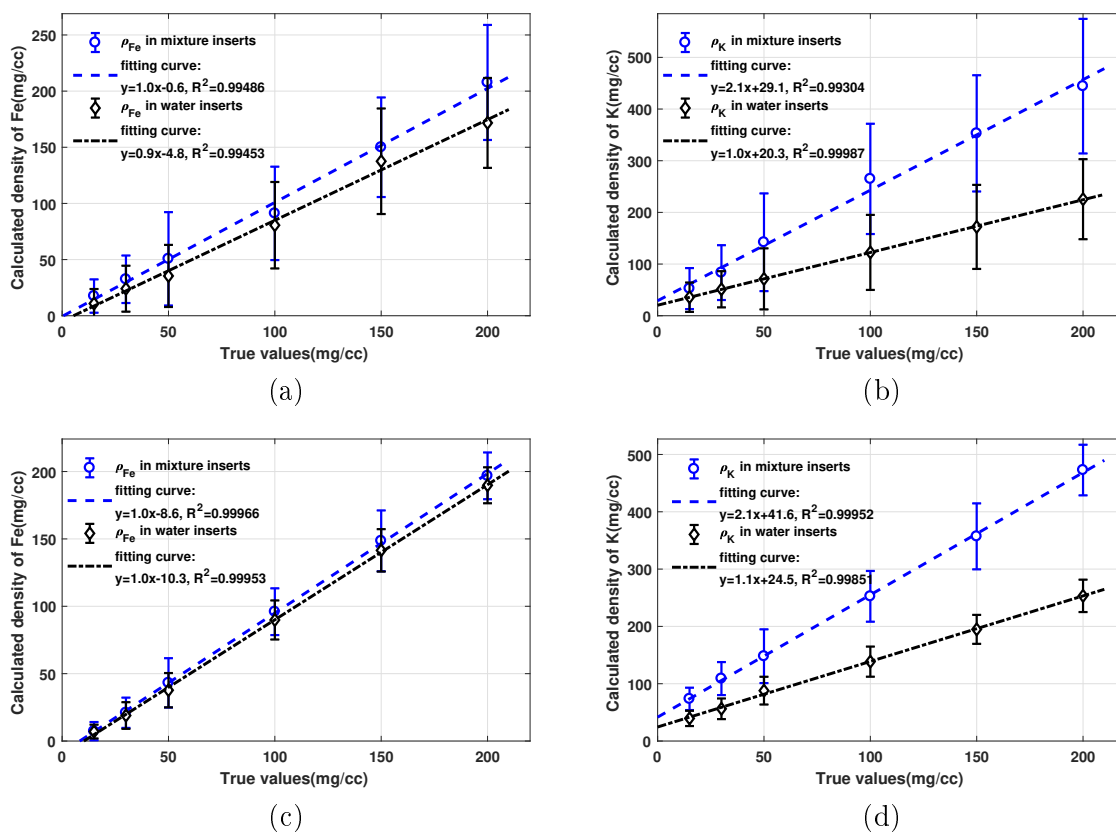 250
200
150
100
50
0
Calculated density of Fe(mg/cc)
ρFe in mixture inserts
fitting curve:
y=1.0x-0.6, R²=0.99486
ρFe in water inserts
fitting curve:
y=0.9x-4.8, R²=0.99453
0 50 100 150 200
True values(mg/cc)
(a)
500
400
300
200
100
0
Calculated density of K(mg/cc)
ρK in mixture inserts
fitting curve:
y=2.1x+29.1, R²=0.99304
ρK in water inserts
fitting curve:
y=1.0x+20.3, R²=0.99987
0 50 100 150 200
True values(mg/cc)
(b)
200
150
100
50
0
Calculated density of Fe(mg/cc)
ρFe in mixture inserts
fitting curve:
y=1.0x-8.6, R²=0.99966
ρFe in water inserts
fitting curve:
y=1.0x-10.3, R²=0.99953
0 50 100 150 200
True values(mg/cc)
(c)
500
400
300
200
100
0
Calculated density of K(mg/cc)
ρK in mixture inserts
fitting curve:
y=2.1x+41.6, R²=0.99952
ρK in water inserts
fitting curve:
y=1.1x+24.5, R²=0.99851
0 50 100 150 200
True values(mg/cc)
(d)